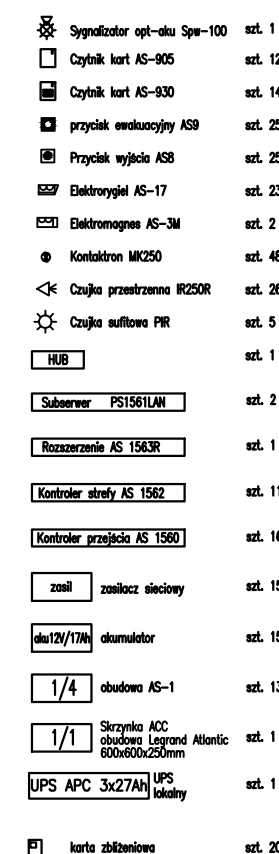 Sygnalizator opt-aku Spw-100 szt. 1
Czytnik kart AS-905 szt. 12
Czytnik kart AS-930 szt. 14
przycisk ewakuacyjny AS9 szt. 25
Przycisk wyjścia AS8 szt. 25
Elektrorygiel AS-17 szt. 23
Elektromagnes AS-3M szt. 2
Kontaktron MK250 szt. 48
Czujka przestrzenna IR250R szt. 26
Czujka sufitowa PIR szt. 5
HUB szt. 1
Subserwer PS1561LAN szt. 2
Rozszerzenie AS 1563R szt. 1
Kontroler strefy AS 1562 szt. 11
Kontroler przejścia AS 1560 szt. 16
zasil zasilacz sieciowy szt. 15
aku12V/17Ah akumulator szt. 15
1/4 obudowa AS-1 szt. 13
1/1 Skrzynka ACC
obudowa Legrand Atlantic szt. 1
600x600x250mm
UPS APC 3x27Ah UPS szt. 1
lokalny
karta zbliżeniowa szt. 20